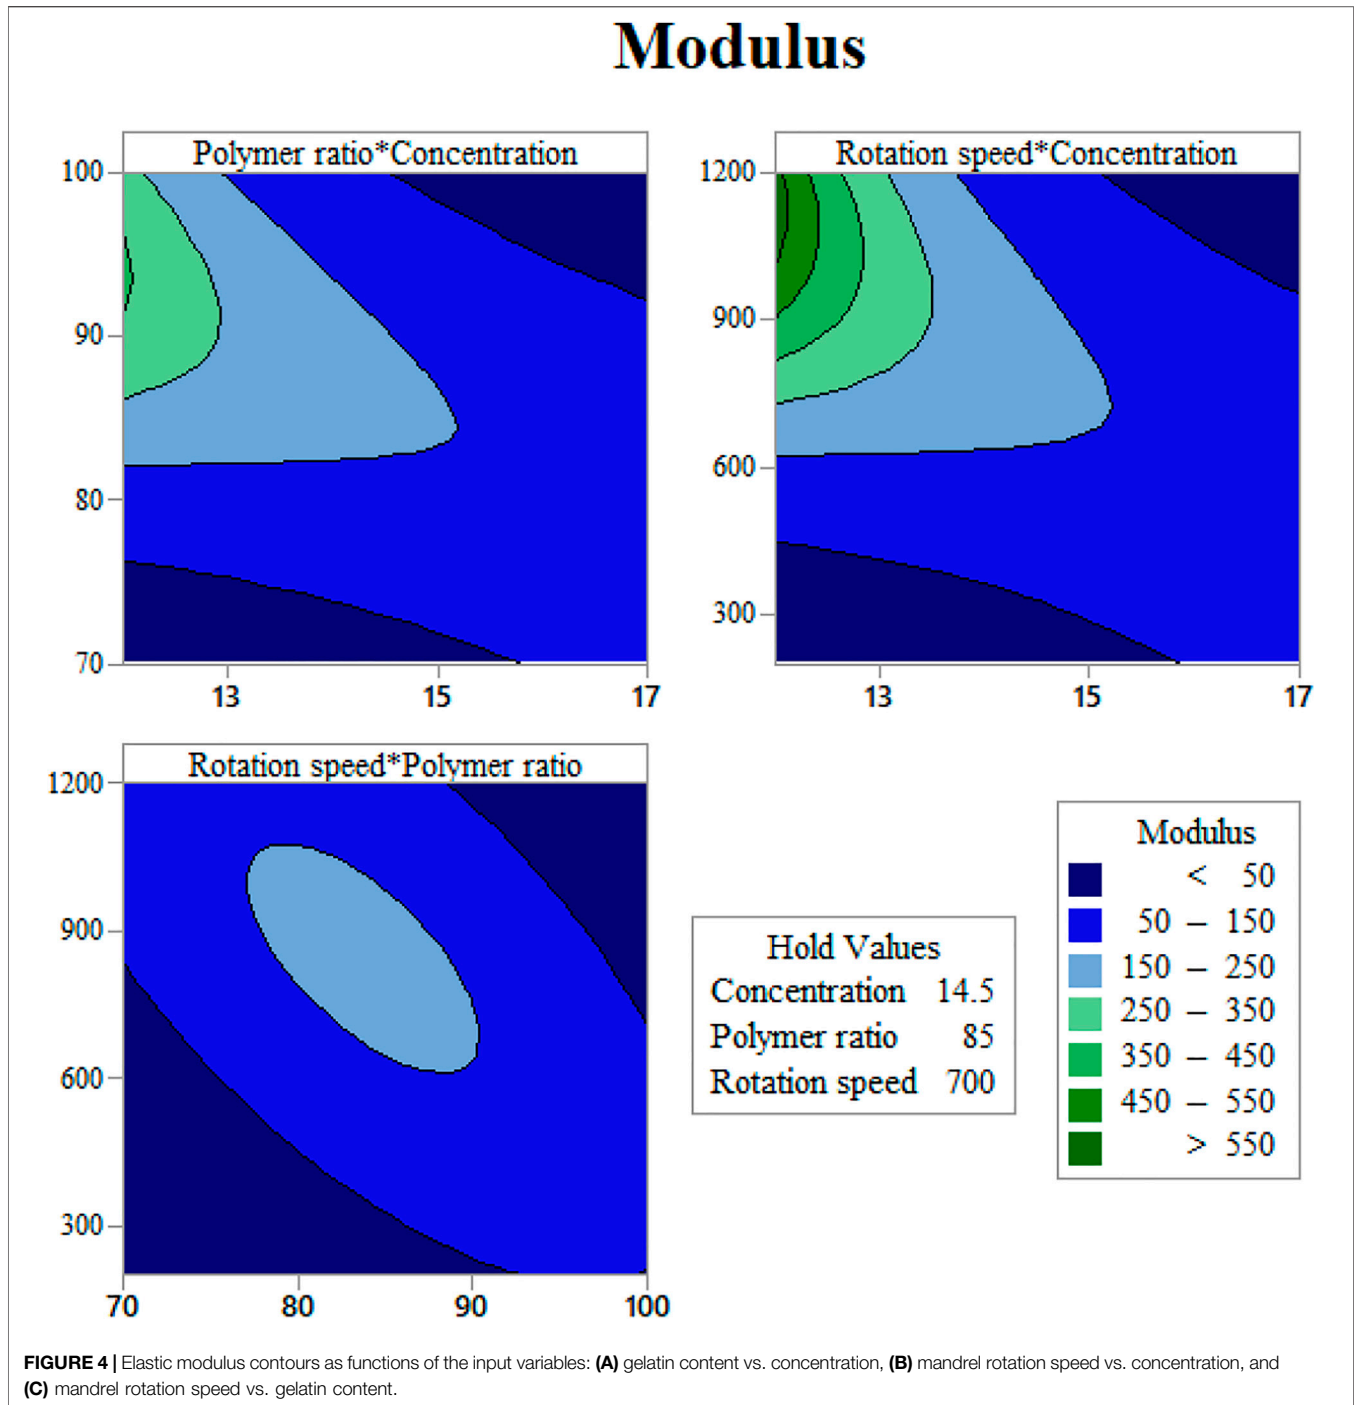 Modulus
Polymer ratio*Concentration
100
90
80
70
13
15
17
Rotation speed*Concentration
1200
900
600
300
13
15
17
Rotation speed*Polymer ratio
1200
900
600
300
70
80
90
100
Hold Values
Concentration 14.5
Polymer ratio 85
Rotation speed 700
Modulus
< 50
50 – 150
150 – 250
250 – 350
350 – 450
450 – 550
> 550
FIGURE 4 | Elastic modulus contours as functions of the input variables: (A) gelatin content vs. concentration, (B) mandrel rotation speed vs. concentration, and
(C) mandrel rotation speed vs. gelatin content.